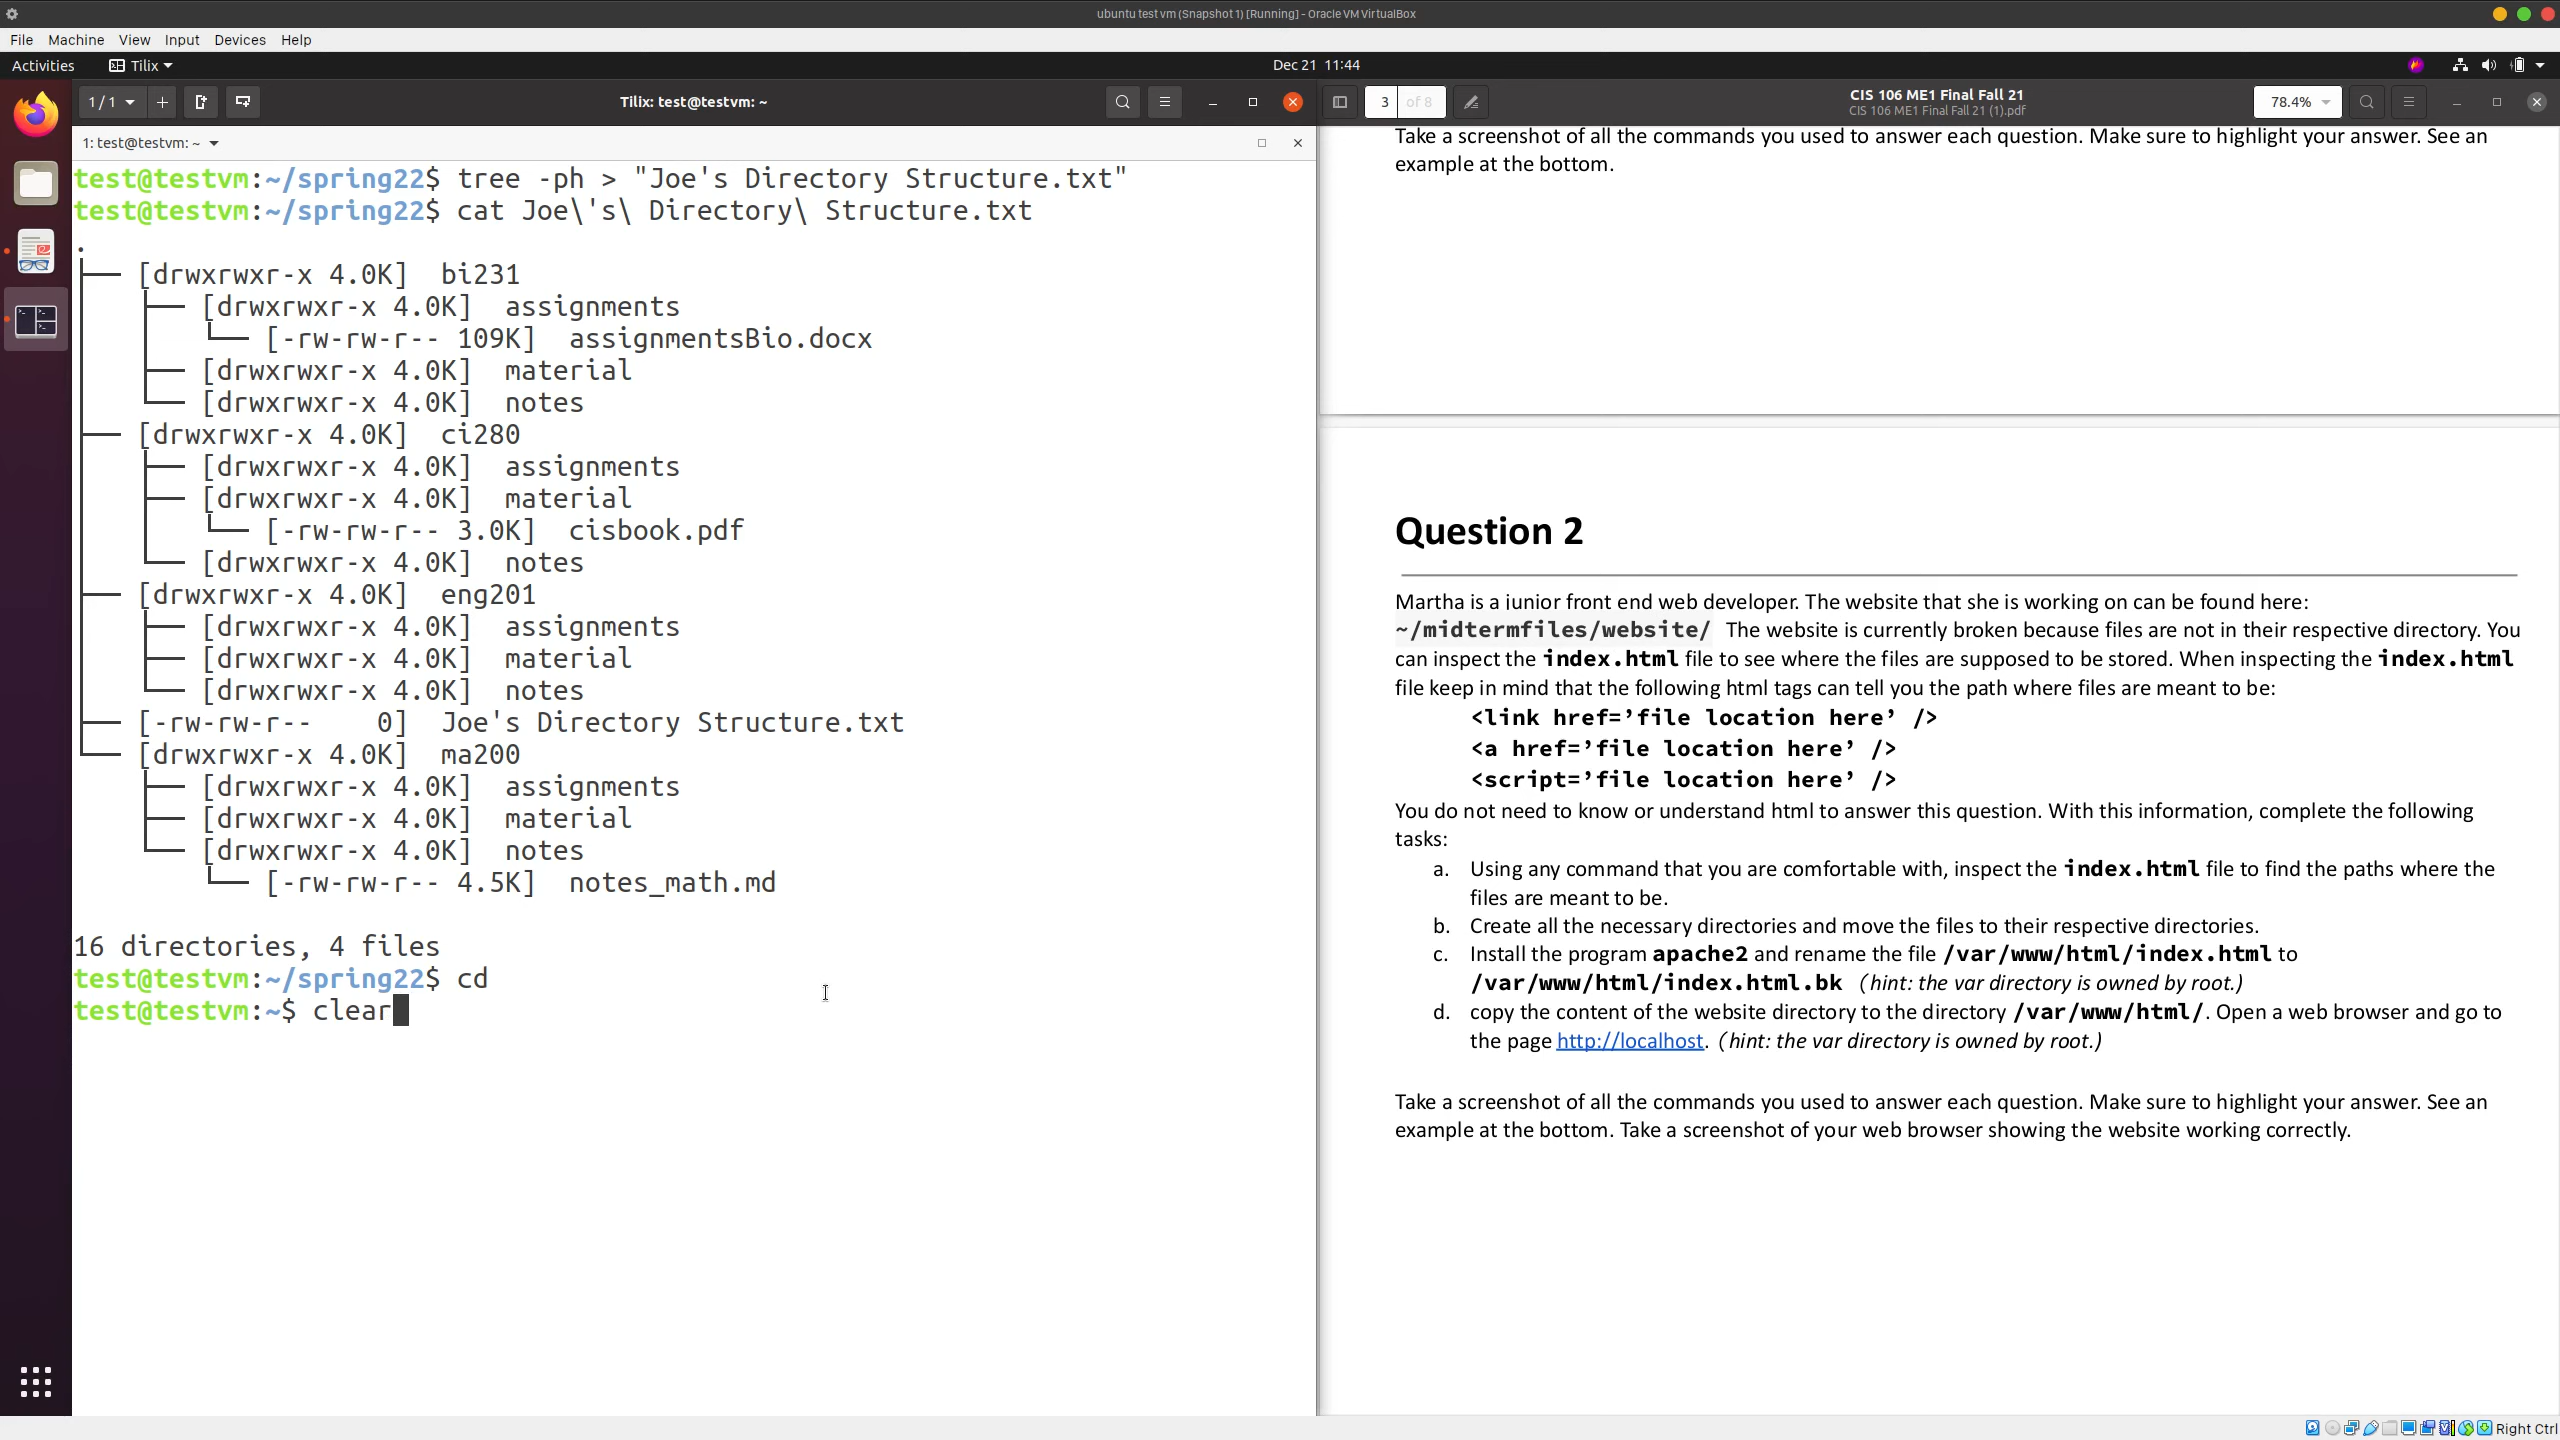 ubuntu test vm (Snapshot 1) [Running] - Oracle VM VirtualBox
File Machine View Input Devices Help
Activities Tilix Dec 21 11:44
1 / 1 Tilix: test@testvm: ~
3 of 8 CIS 106 ME1 Final Fall 21 78.4%
CIS 106 ME1 Final Fall 21 (1).pdf
1: test@testvm: ~
test@testvm:~/spring22$ tree -ph > "Joe's Directory Structure.txt"
test@testvm:~/spring22$ cat Joe\'s\ Directory\ Structure.txt
.
├── [drwxrwxr-x 4.0K]  bi231
│   ├── [drwxrwxr-x 4.0K]  assignments
│   │   └── [-rw-rw-r-- 109K]  assignmentsBio.docx
│   ├── [drwxrwxr-x 4.0K]  material
│   └── [drwxrwxr-x 4.0K]  notes
├── [drwxrwxr-x 4.0K]  ci280
│   ├── [drwxrwxr-x 4.0K]  assignments
│   ├── [drwxrwxr-x 4.0K]  material
│   │   └── [-rw-rw-r-- 3.0K]  cisbook.pdf
│   └── [drwxrwxr-x 4.0K]  notes
├── [drwxrwxr-x 4.0K]  eng201
│   ├── [drwxrwxr-x 4.0K]  assignments
│   ├── [drwxrwxr-x 4.0K]  material
│   └── [drwxrwxr-x 4.0K]  notes
├── [-rw-rw-r--    0]  Joe's Directory Structure.txt
└── [drwxrwxr-x 4.0K]  ma200
    ├── [drwxrwxr-x 4.0K]  assignments
    ├── [drwxrwxr-x 4.0K]  material
    └── [drwxrwxr-x 4.0K]  notes
        └── [-rw-rw-r-- 4.5K]  notes_math.md
16 directories, 4 files
test@testvm:~/spring22$ cd
test@testvm:~$ clear
Take a screenshot of all the commands you used to answer each question. Make sure to highlight your answer. See an
example at the bottom.
Question 2
Martha is a junior front end web developer. The website that she is working on can be found here:
~/midtermfiles/website/ The website is currently broken because files are not in their respective directory. You
can inspect the index.html file to see where the files are supposed to be stored. When inspecting the index.html
file keep in mind that the following html tags can tell you the path where files are meant to be:
<link href=’file location here’ />
<a href=’file location here’ />
<script=’file location here’ />
You do not need to know or understand html to answer this question. With this information, complete the following
tasks:
a. Using any command that you are comfortable with, inspect the index.html file to find the paths where the
files are meant to be.
b. Create all the necessary directories and move the files to their respective directories.
c. Install the program apache2 and rename the file /var/www/html/index.html to
/var/www/html/index.html.bk (hint: the var directory is owned by root.)
d. copy the content of the website directory to the directory /var/www/html/. Open a web browser and go to
the page http://localhost. (hint: the var directory is owned by root.)
Take a screenshot of all the commands you used to answer each question. Make sure to highlight your answer. See an
example at the bottom. Take a screenshot of your web browser showing the website working correctly.
Right Ctrl